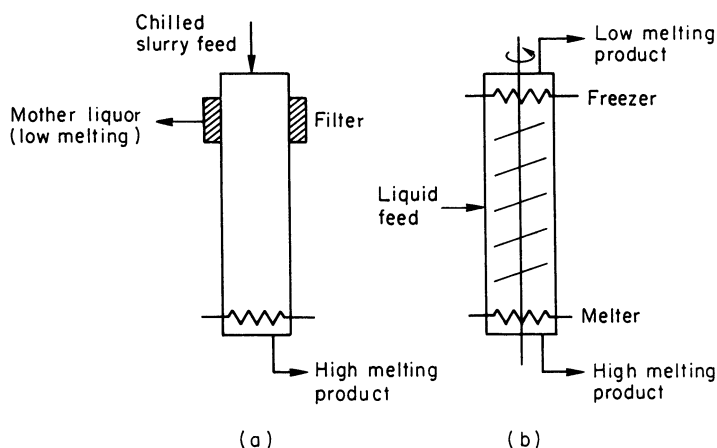 Chilled
slurry feed
Mother liquor
(low melting)
Filter
High melting
product
(a)
Low melting
product
Freezer
Liquid
feed
Melter
High melting
product
(b)